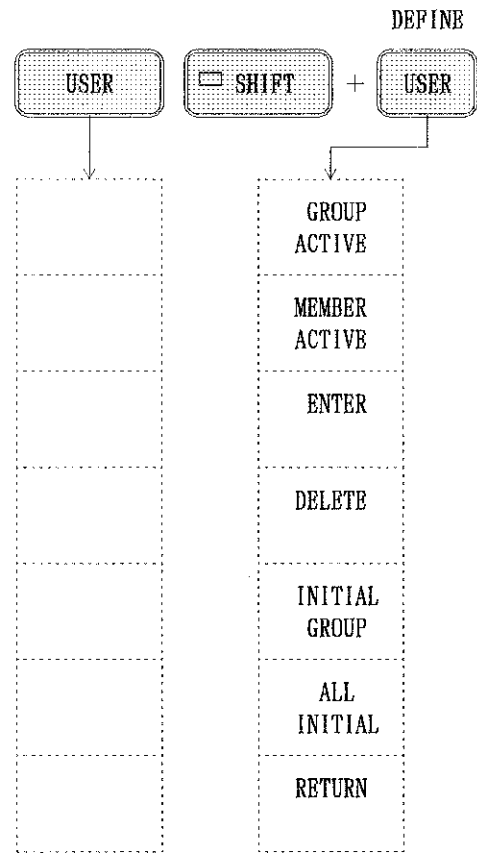 DEFINE
USER SHIFT + USER
GROUP
ACTIVE
MEMBER
ACTIVE
ENTER
DELETE
INITIAL
GROUP
ALL
INITIAL
RETURN